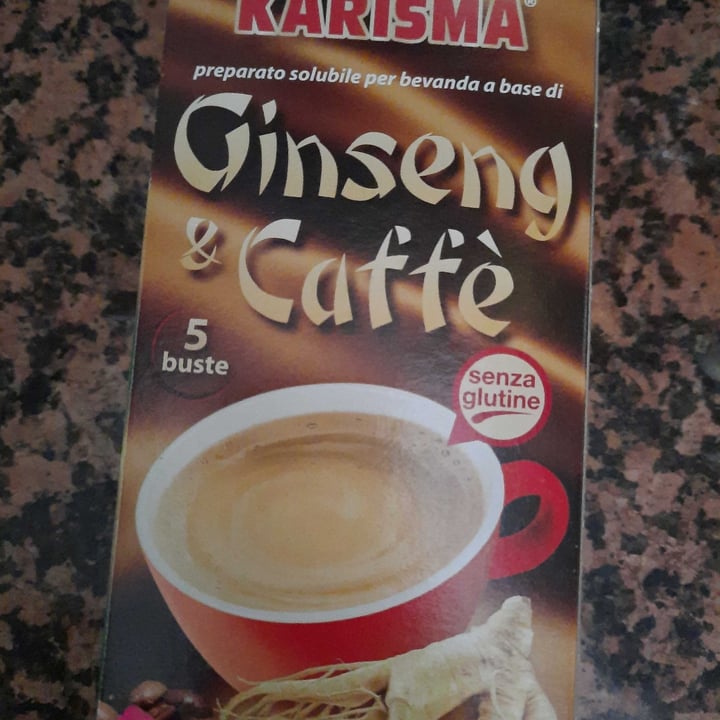 KARISMA®
preparato solubile per bevanda a base di
Ginseng
& Caffè
5
buste
senza
glutine